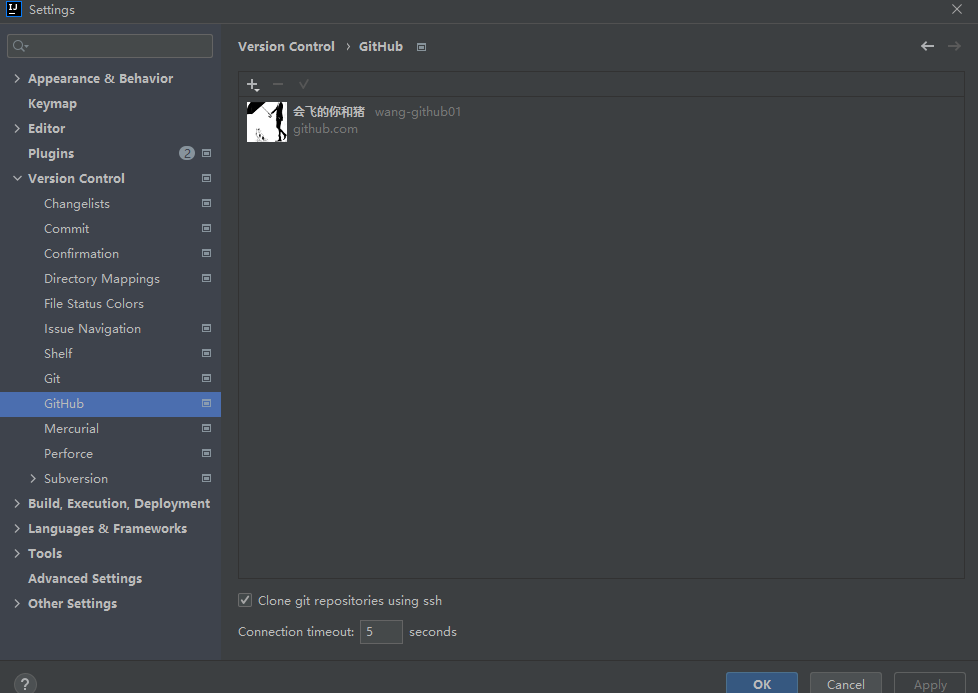 Settings
Version Control › GitHub
Appearance & Behavior
Keymap
Editor
Plugins 2
Version Control
Changelists
Commit
Confirmation
Directory Mappings
File Status Colors
Issue Navigation
Shelf
Git
GitHub
Mercurial
Perforce
Subversion
Build, Execution, Deployment
Languages & Frameworks
Tools
Advanced Settings
Other Settings
会飞的你和猪 wang-github01
github.com
Clone git repositories using ssh
Connection timeout: 5 seconds
? OK Cancel Apply